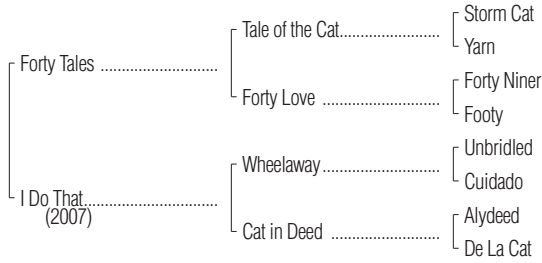 Storm Cat
Tale of the Cat
Yarn
Forty Tales
Forty Niner
Forty Love
Footy
Unbridled
Wheelaway
Cuidado
I Do That
(2007)
Alydeed
Cat in Deed
De La Cat